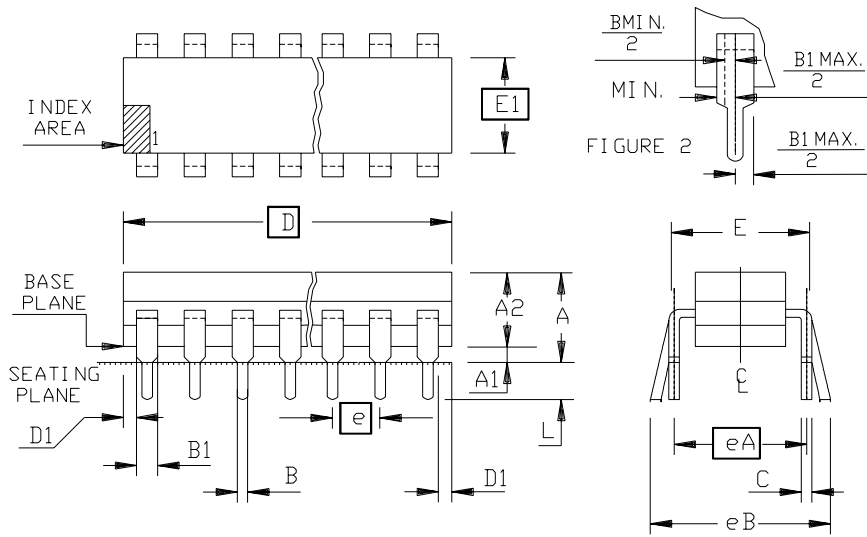 BMIN.
2
B1MAX.
2
MIN.
INDEX
AREA
1
E1
FIGURE 2
B1MAX.
2
D
E
BASE
PLANE
A2
A
SEATING
PLANE
A1
e
L
℄
D1
B1
B
D1
eA
C
eB